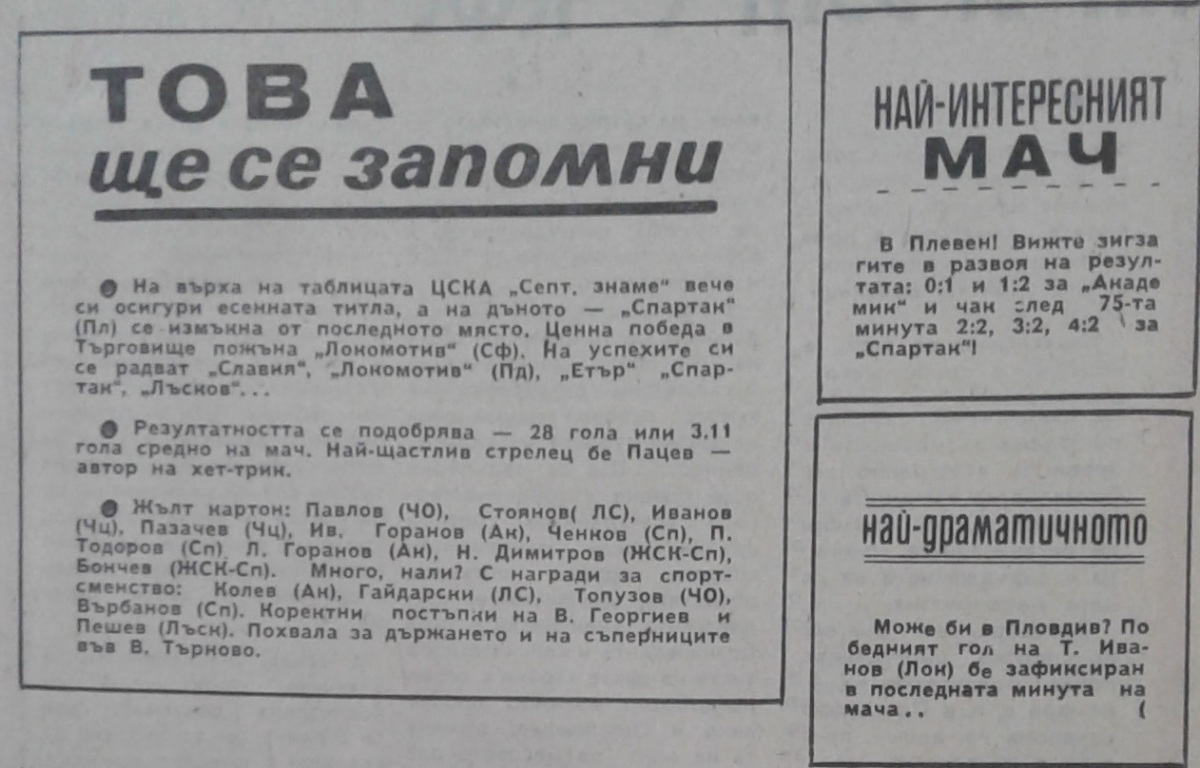 ТОВА
ще се запомни
● На върха на таблицата ЦСКА „Септ. знаме“ вече
си осигури есенната титла, а на дъното — „Спартак“
(Пл) се измъкна от последното място. Ценна победа в
Търговище пожъна „Локомотив“ (Сф). На успехите си
се радват „Славия“, „Локомотив“ (Пд), „Етър“ „Спар-
так“, „Лъсков“...
● Резултатността се подобрява — 28 гола или 3.11
гола средно на мач. Най-щастлив стрелец бе Пацев —
автор на хет-трик.
● Жълт картон: Павлов (ЧО), Стоянов( ЛС), Иванов
(Чц), Пазачев (Чц), Ив. Горанов (Ак), Ченков (Сп), П.
Тодоров (Сп) Л. Горанов (Ак), Н. Димитров (ЖСК-Сп),
Бончев (ЖСК-Сп). Много, нали? С награди за спорт-
сменство: Колев (Ак), Гайдарски (ЛС), Топузов (ЧО),
Върбанов (Сп). Коректни постъпки на В. Георгиев и
Пешев (Лъск). Похвала за държането и на съперниците
във В. Търново.
НАЙ-ИНТЕРЕСНИЯТ
МАЧ
В Плевен! Вижте зигза
гите в развоя на резул-
тата: 0:1 и 1:2 за „Академ
мик“ и чак след 75-та
минута 2:2, 3:2, 4:2 за
„Спартак“!
най-драматичното
Може би в Пловдив? По
бедният гол на Т. Ива-
нов (Лок) бе зафиксиран
в последната минута на
мача.. (